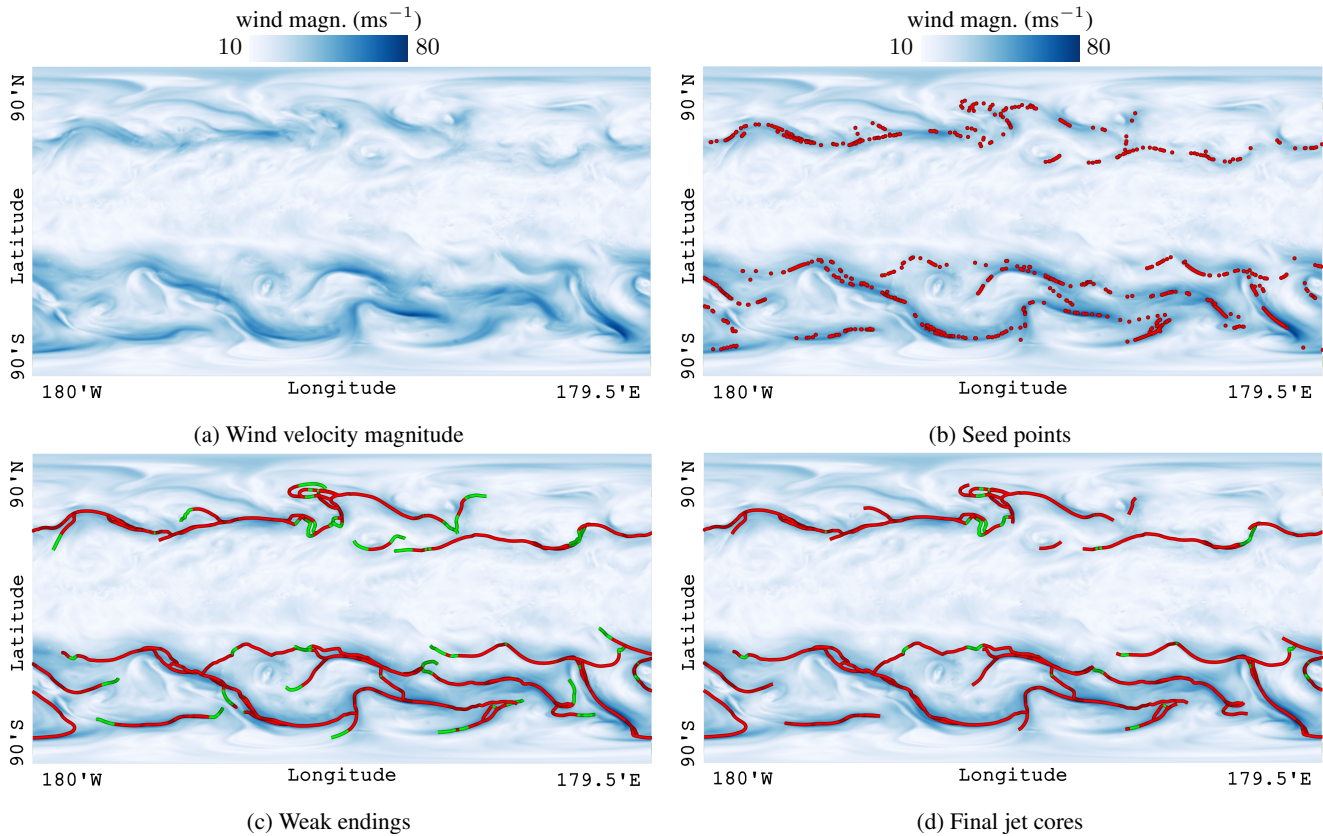 wind magn. (ms⁻¹)
10 80
90'N
Latitude
90'S
180'W Longitude 179.5'E
(a) Wind velocity magnitude
wind magn. (ms⁻¹)
10 80
90'N
Latitude
90'S
180'W Longitude 179.5'E
(b) Seed points
90'N
Latitude
90'S
180'W Longitude 179.5'E
(c) Weak endings
90'N
Latitude
90'S
180'W Longitude 179.5'E
(d) Final jet cores